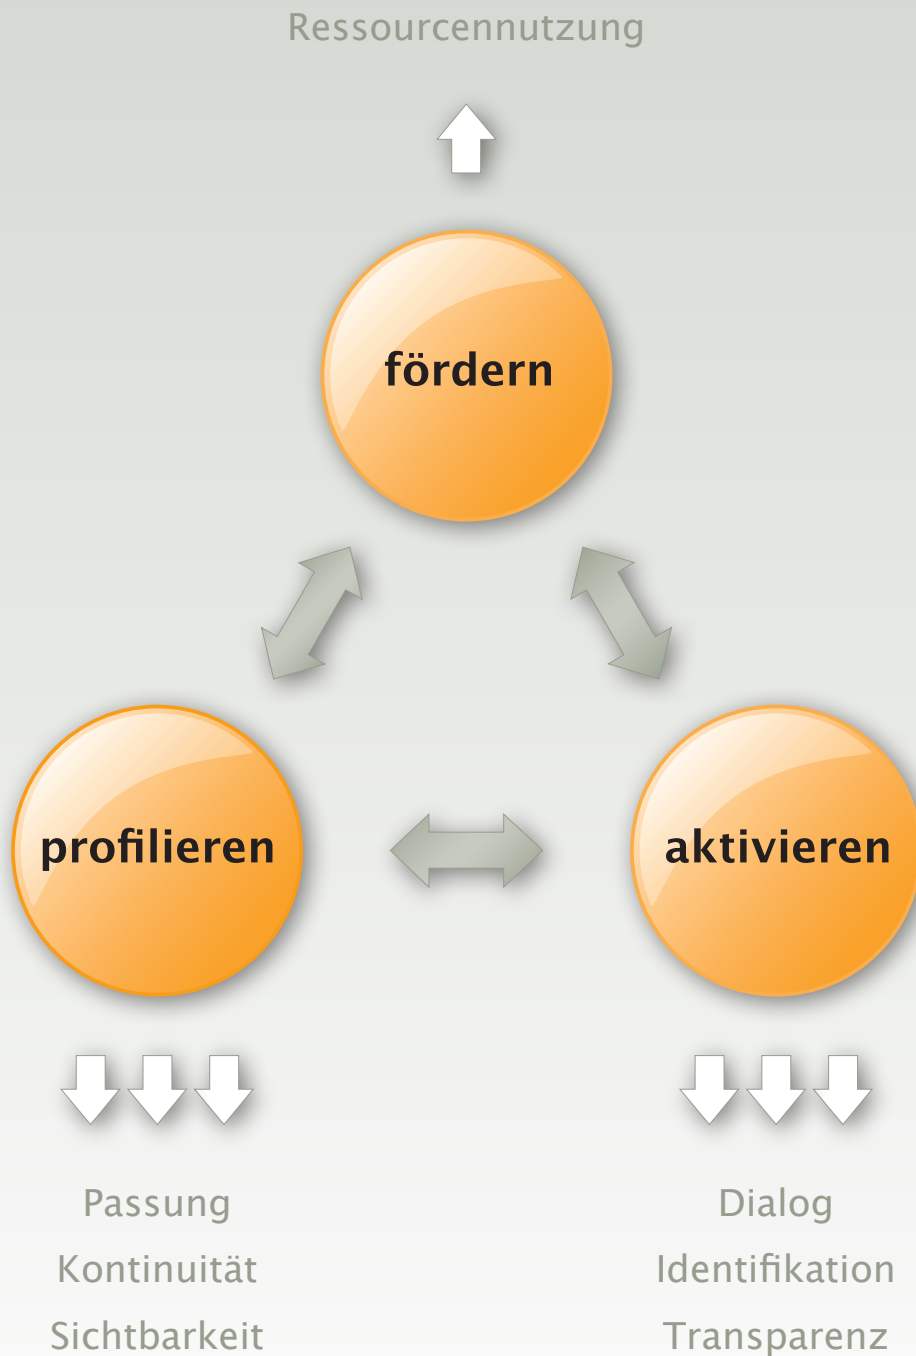 Ressourcennutzung
fördern
profilieren
aktivieren
Passung
Kontinuität
Sichtbarkeit
Dialog
Identifikation
Transparenz